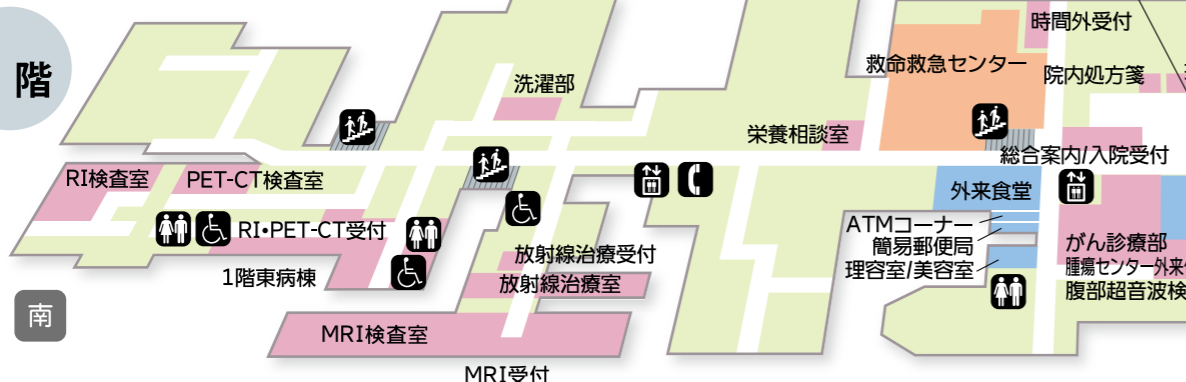 階
時間外受付
救命救急センター
院内処方箋
洗濯部
栄養相談室
総合案内/入院受付
RI検査室
PET-CT検査室
外来食堂
RI・PET-CT受付
ATMコーナー
簡易郵便局
理容室/美容室
放射線治療受付
放射線治療室
1階東病棟
がん診療部
腫瘍センター外来
腹部超音波検
南
MRI検査室
MRI受付